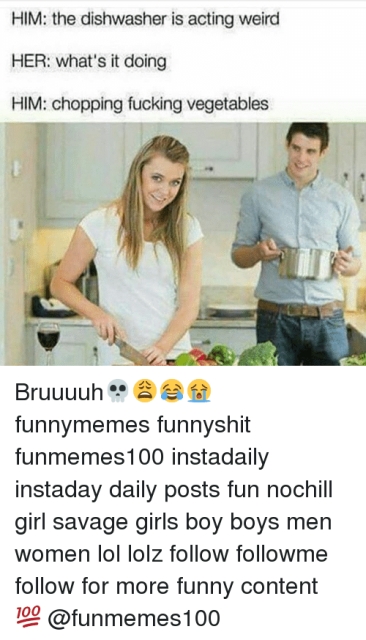 HIM: the dishwasher is acting weird
HER: what's it doing
HIM: chopping fucking vegetables
Bruuuuh💀😩😂😭
funnymemes funnyshit
funmemes100 instadaily
instaday daily posts fun nochill
girl savage girls boy boys men
women lol lolz follow followme
follow for more funny content
💯 @funmemes100